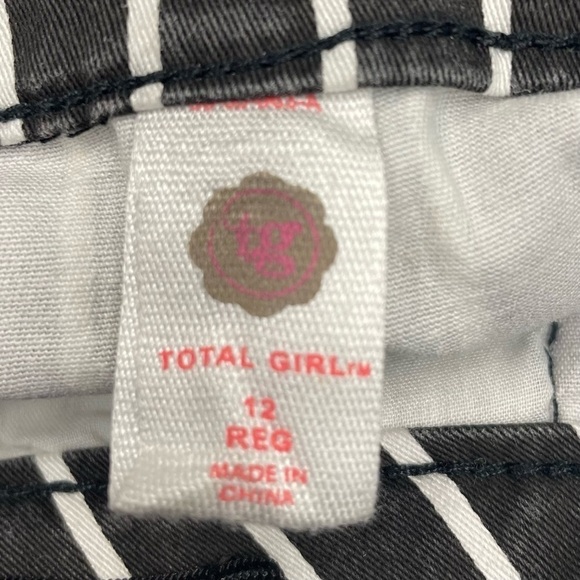 tg
TOTAL GIRL™
12
REG
MADE IN
CHINA